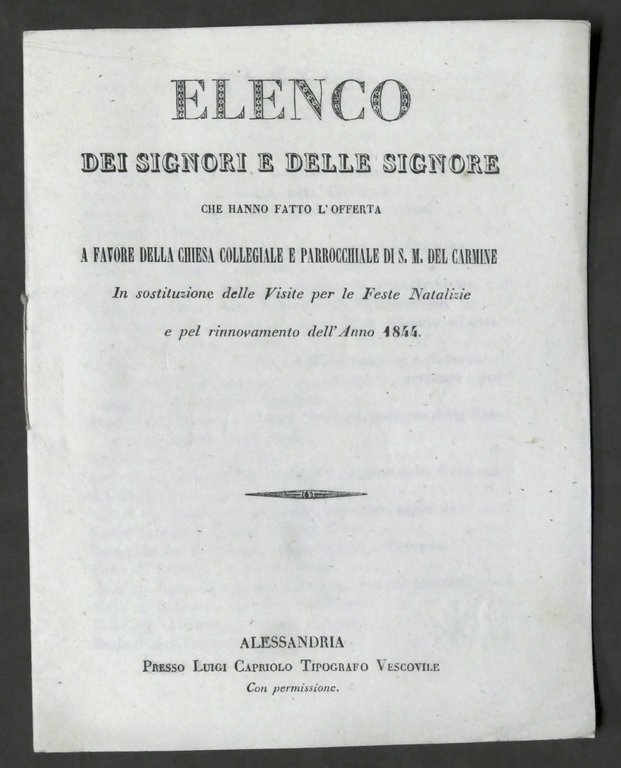 ELENCO
DEI SIGNORI E DELLE SIGNORE
CHE HANNO FATTO L'OFFERTA
A FAVORE DELLA CHIESA COLLEGIALE E PARROCCHIALE DI S. M. DEL CARMINE
In sostituzione delle Visite per le Feste Natalizie
e pel rinnovamento dell'Anno 1844.
ALESSANDRIA
PRESSO LUIGI CAPRIOLO TIPOGRAFO VESCOVILE
Con permissione.